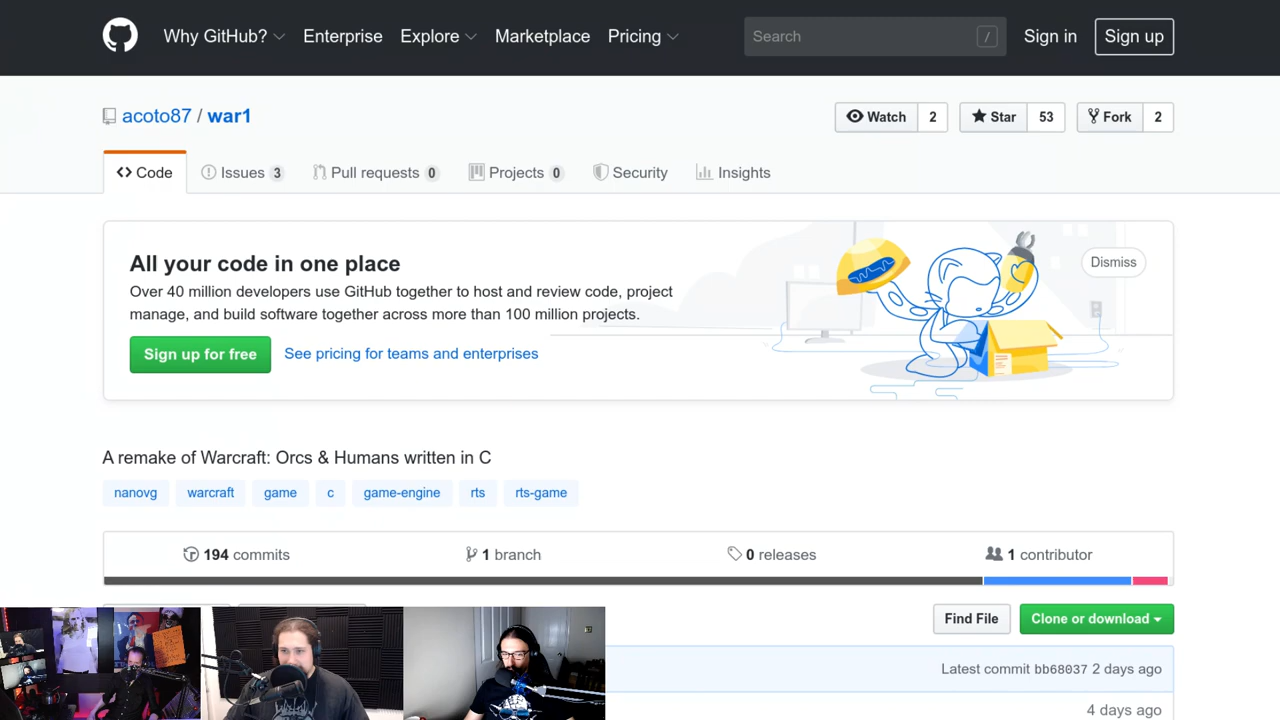 Why GitHub? Enterprise Explore Marketplace Pricing Search / Sign in Sign up
acoto87 / war1 Watch 2 Star 53 Fork 2
Code Issues 3 Pull requests 0 Projects 0 Security Insights
All your code in one place
Dismiss
Over 40 million developers use GitHub together to host and review code, project
manage, and build software together across more than 100 million projects.
Sign up for free See pricing for teams and enterprises
A remake of Warcraft: Orcs & Humans written in C
nanovg warcraft game c game-engine rts rts-game
194 commits 1 branch 0 releases 1 contributor
Find File Clone or download
Latest commit bb68037 2 days ago
4 days ago